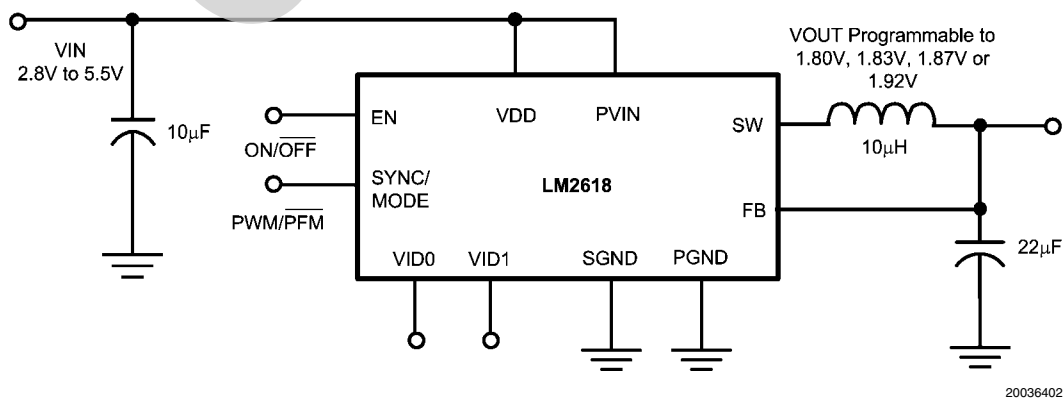 VIN
2.8V to 5.5V
10μF
EN
ON/OFF
SYNC/
MODE
PWM/PFM
VID0
VID1
VDD
PVIN
LM2618
SGND
PGND
SW
FB
VOUT Programmable to
1.80V, 1.83V, 1.87V or
1.92V
10μH
22μF
20036402